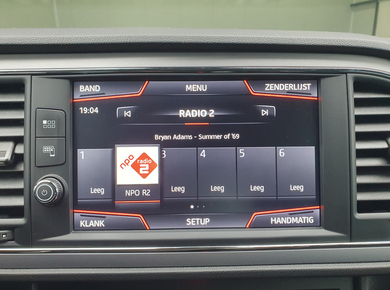 BAND MENU ZENDERLIJST
19:04 RADIO 2
Bryan Adams - Summer of '69
1 3 4 5 6
npo radio 2
Leeg NPO R2 Leeg Leeg Leeg Leeg
KLANK SETUP HANDMATIG